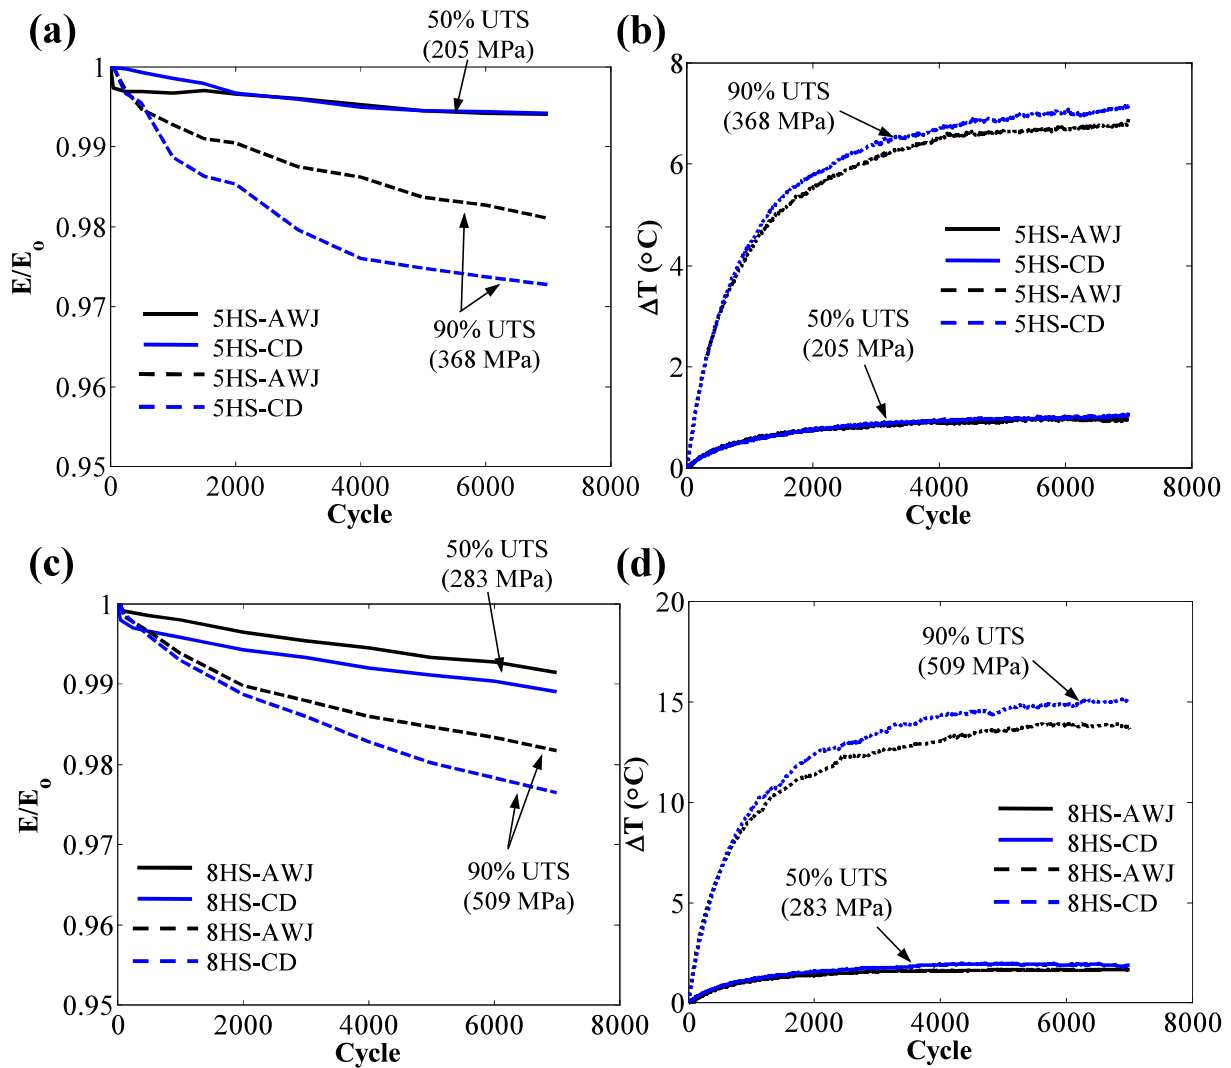 (a)
50% UTS
(205 MPa)
1
0.99
0.98
0.97
0.96
0.95
E/Eo
90% UTS
(368 MPa)
5HS-AWJ
5HS-CD
5HS-AWJ
5HS-CD
0
2000
4000
6000
8000
Cycle
(b)
8
6
4
2
0
ΔT (°C)
90% UTS
(368 MPa)
5HS-AWJ
5HS-CD
5HS-AWJ
5HS-CD
50% UTS
(205 MPa)
0
2000
4000
6000
8000
Cycle
(c)
50% UTS
(283 MPa)
1
0.99
0.98
0.97
0.96
0.95
E/Eo
90% UTS
(509 MPa)
8HS-AWJ
8HS-CD
8HS-AWJ
8HS-CD
0
2000
4000
6000
8000
Cycle
(d)
20
15
10
5
0
ΔT (°C)
90% UTS
(509 MPa)
8HS-AWJ
8HS-CD
8HS-AWJ
8HS-CD
50% UTS
(283 MPa)
0
2000
4000
6000
8000
Cycle